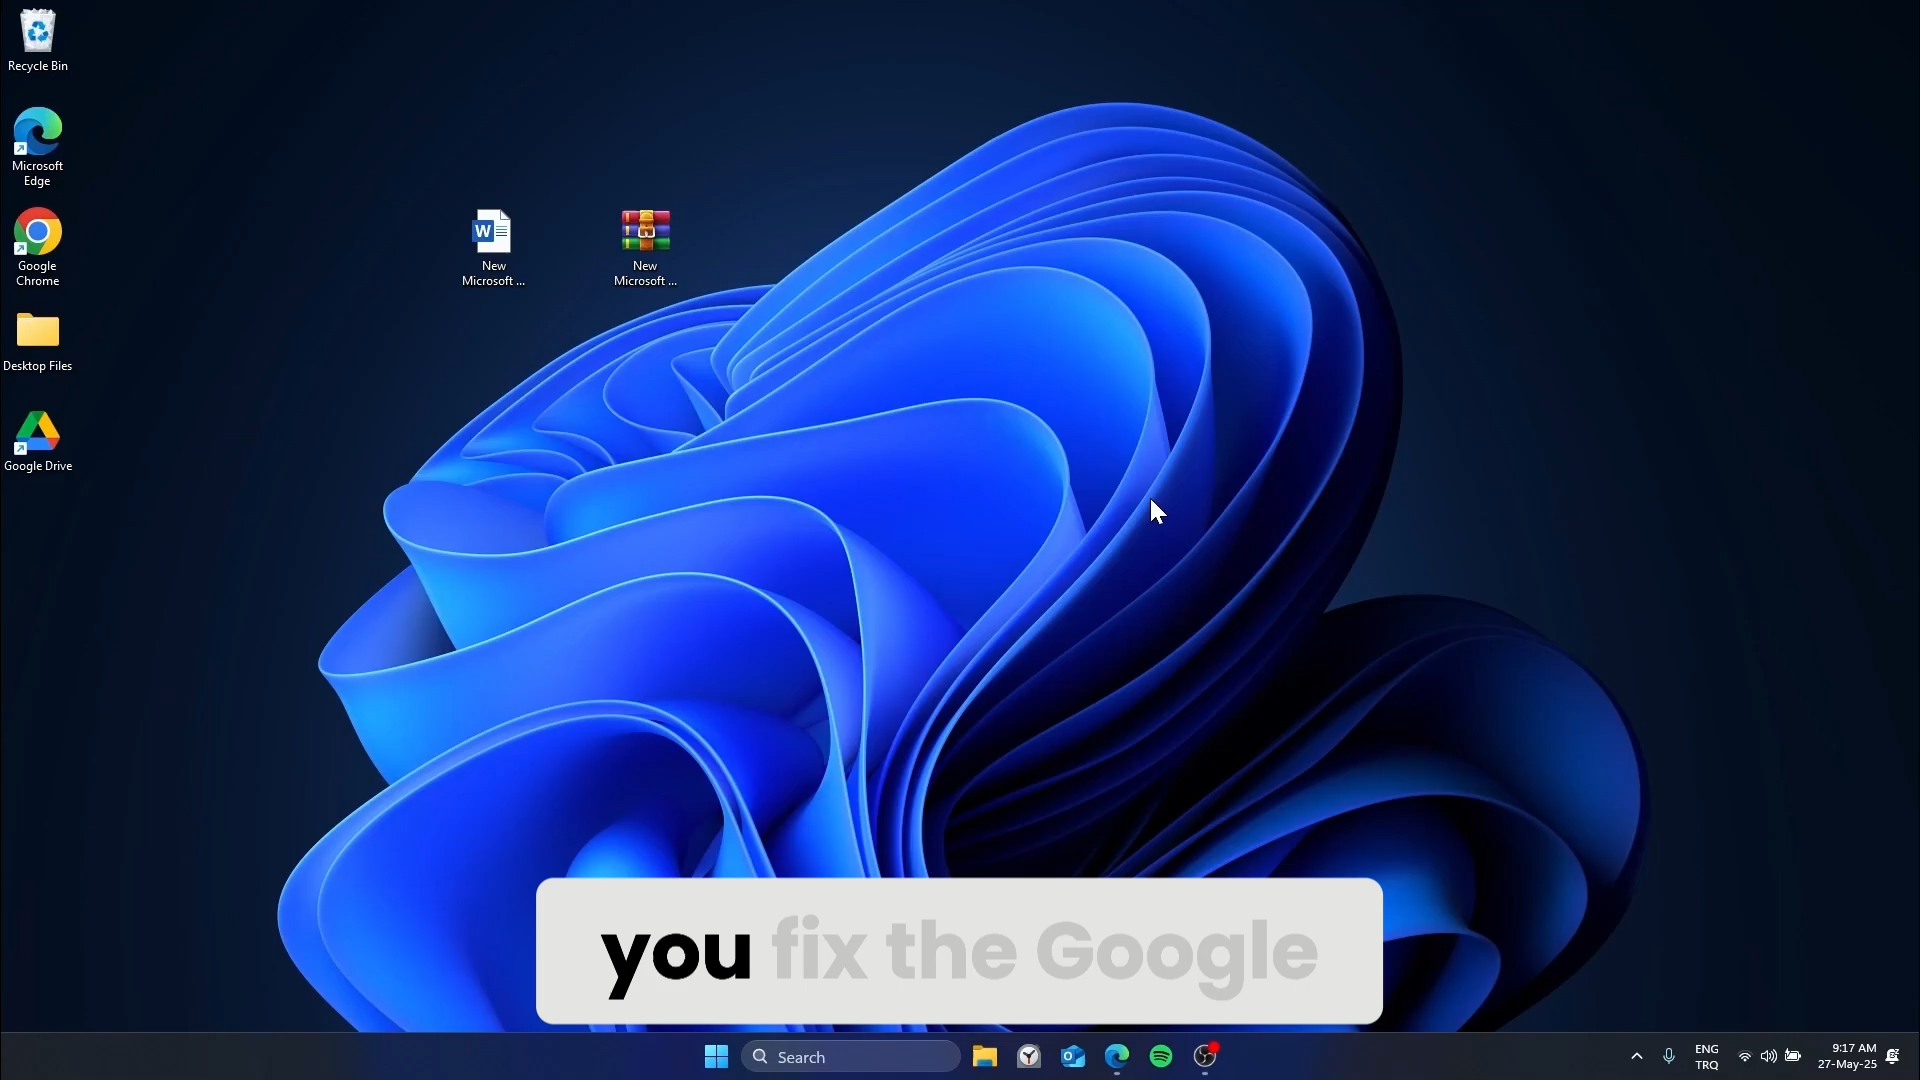 Recycle Bin
Microsoft
Edge
Google
Chrome
Desktop Files
Google Drive
New
Microsoft ...
New
Microsoft ...
you fix the Google
Search
ENG
TRQ
9:17 AM
27-May-25